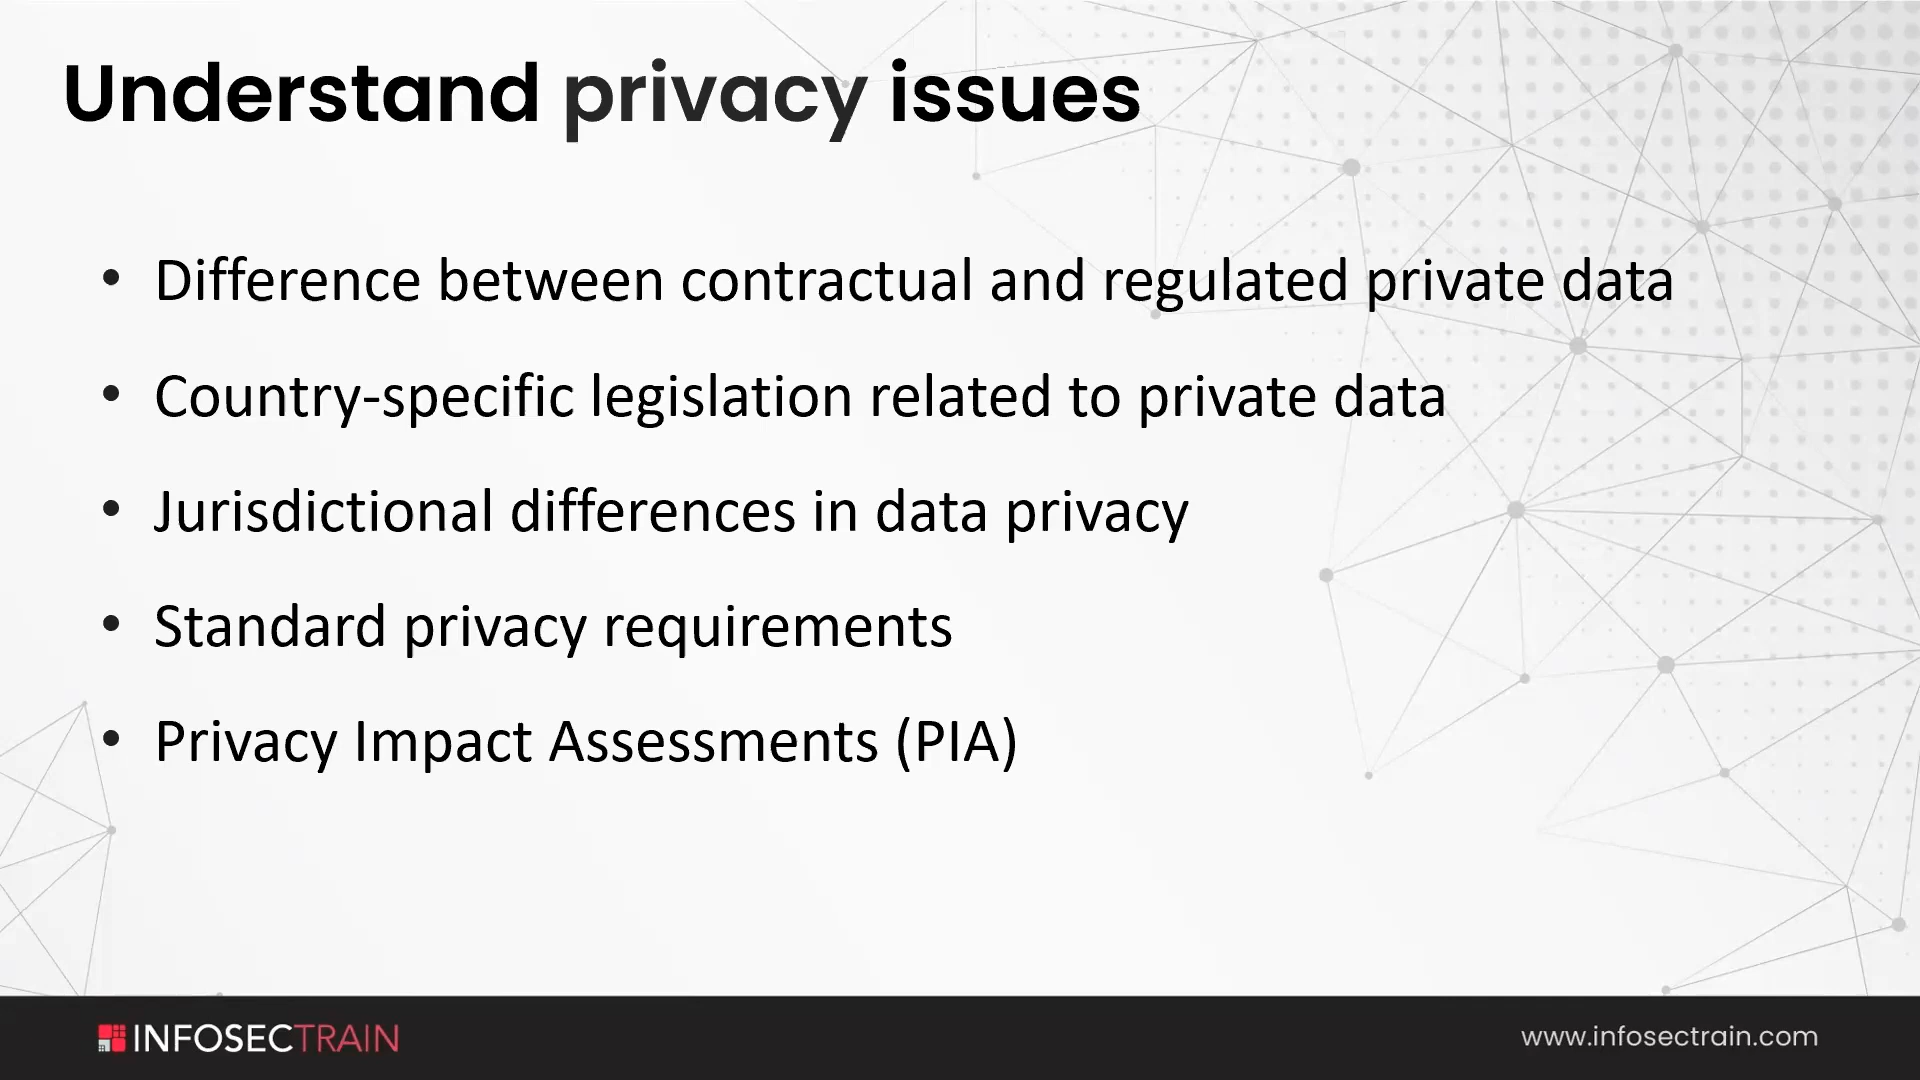 Understand privacy issues
• Difference between contractual and regulated private data
• Country-specific legislation related to private data
• Jurisdictional differences in data privacy
• Standard privacy requirements
• Privacy Impact Assessments (PIA)
INFOSECTRAIN
www.infosectrain.com